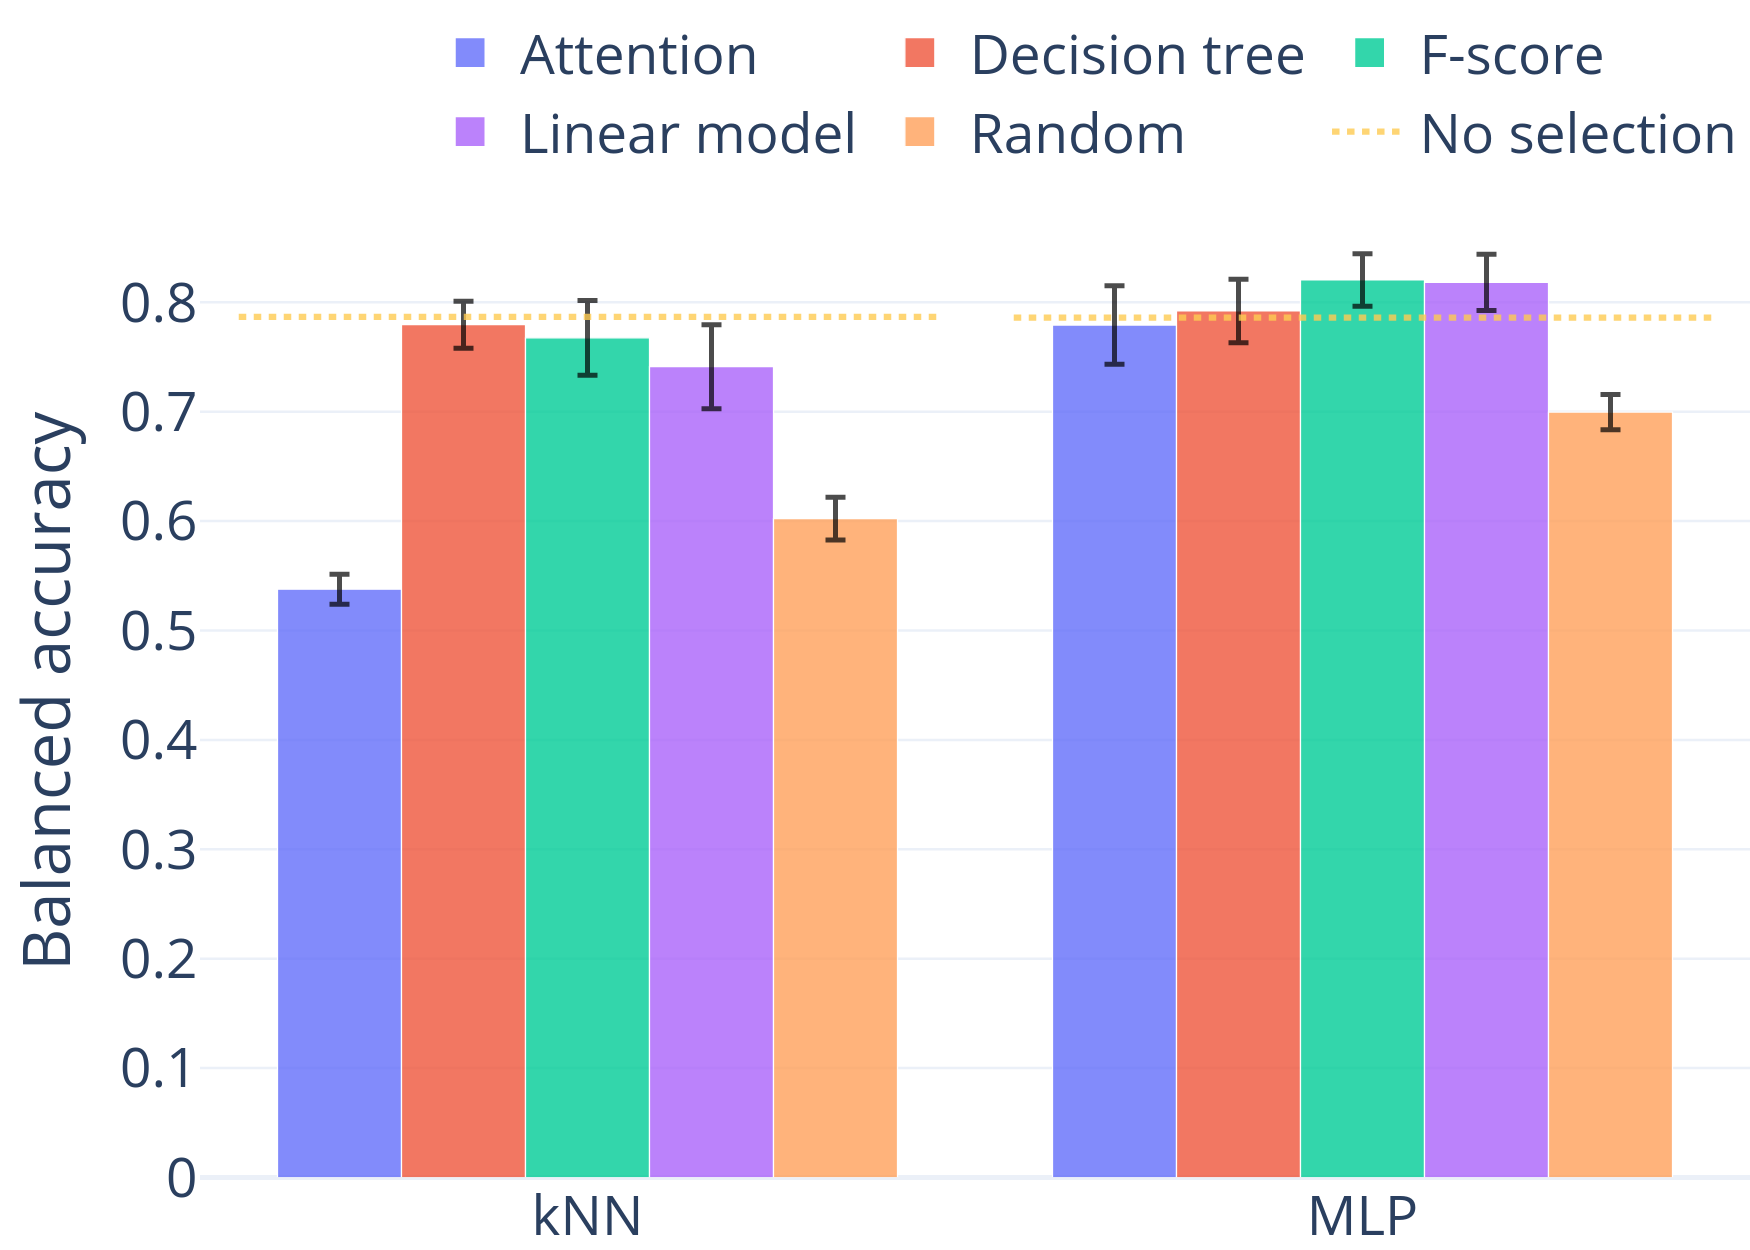 Attention Decision tree F-score
Linear model Random No selection
Balanced accuracy
0.8
0.7
0.6
0.5
0.4
0.3
0.2
0.1
0
kNN MLP